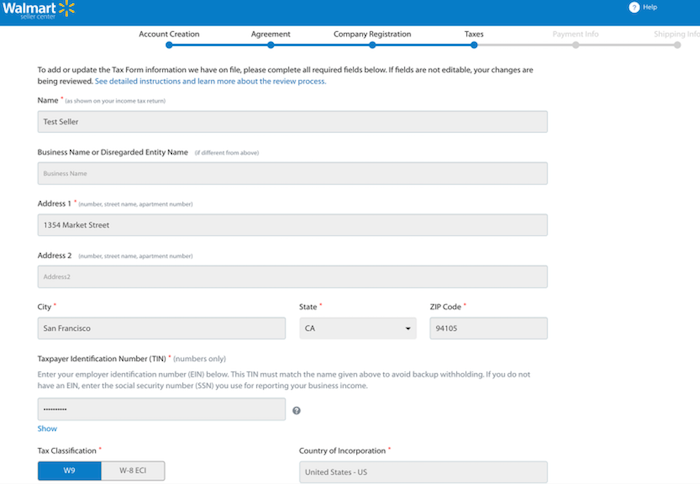 Walmart
seller center
Help
Account Creation Agreement Company Registration Taxes Payment Info Shipping Info
To add or update the Tax Form information we have on file, please complete all required fields below. If fields are not editable, your changes are
being reviewed. See detailed instructions and learn more about the review process.
Name * (as shown on your income tax return)
Test Seller
Business Name or Disregarded Entity Name (if different from above)
Business Name
Address 1 * (number, street name, apartment number)
1354 Market Street
Address 2 (number, street name, apartment number)
Address2
City * State * ZIP Code *
San Francisco CA 94105
Taxpayer Identification Number (TIN) * (numbers only)
Enter your employer identification number (EIN) below. This TIN must match the name given above to avoid backup withholding. If you do not
have an EIN, enter the social security number (SSN) you use for reporting your business income.
••••••••••
Show
Tax Classification * Country of Incorporation *
W9 W-8 ECI United States - US